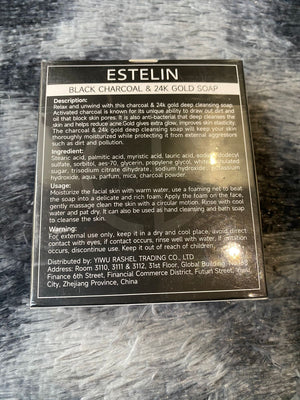 ESTELIN
BLACK CHARCOAL & 24K GOLD SOAP
Description:
Relax and unwind with this charcoal & 24k gold deep cleansing soap.
Activated charcoal is known for its unique ability to draw out dirt and
oil that block skin pores. It is also anti-bacterial that deep cleanses the
skin and helps reduce acne.Gold gives extra glow, improves skin elasticity.
The charcoal & 24k gold deep cleansing soap will keep your skin
thoroughly moisturized while protecting it from external aggressors
such as dirt and pollution.
Ingredient:
Stearic acid, palmitic acid, myristic acid, lauric acid, sodium dodecyl
sulfate, sorbitol, aes-70, glycerin, propylene glycol, white granulated
sugar, trisodium citrate dihydrate , sodium hydroxide, potassium
hydroxide, aqua, parfum, mica, charcoal powder.
Usage:
Moisturize the facial skin with warm water, use a foaming net to beat
the soap into a delicate and rich foam. Apply the foam on the face,
gently massage clean the skin with a circular motion. Rinse with cool
water and pat dry. It can also be used as hand cleansing and bath soap
to cleanse the skin.
Warning:
For external use only, keep it in a dry and cool place, avoid direct
contact with eyes, if contact occurs, rinse well with water, if irritation
occurs, discontinue use. Keep it out of reach of children,
Distributed by: YIWU RASHEL TRADING CO., LTD
Address: Room 3110, 3111 & 3112, 31st Floor, Global Building
Finance 6th Street, Financial Commerce District, Futian Street, Yiwu
City, Zhejiang Province, China